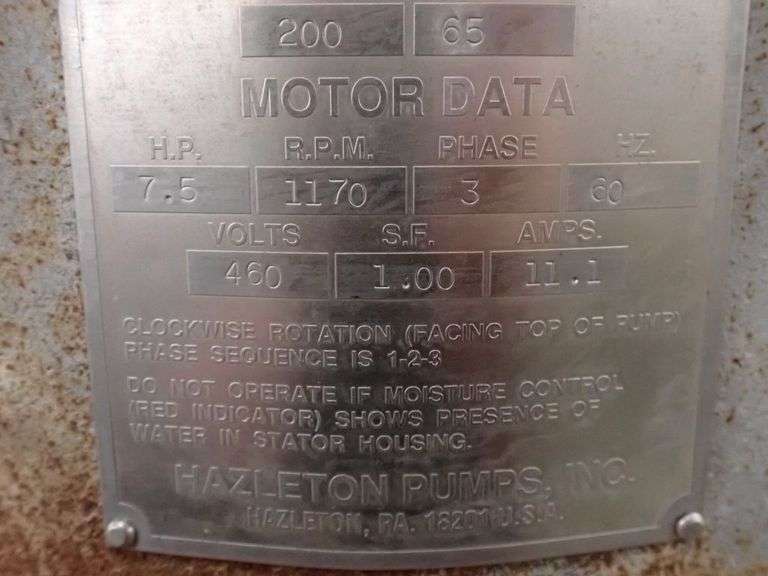 200 65
MOTOR DATA
H.P. R.P.M. PHASE HZ.
7.5 1170 3 60
VOLTS S.F. AMPS.
460 1.00 11.1
CLOCKWISE ROTATION (FACING TOP OF PUMP)
PHASE SEQUENCE IS 1-2-3
DO NOT OPERATE IF MOISTURE CONTROL
(RED INDICATOR) SHOWS PRESENCE OF
WATER IN STATOR HOUSING.
HAZLETON PUMPS, INC.
HAZLETON, PA. 18201 U.S.A.